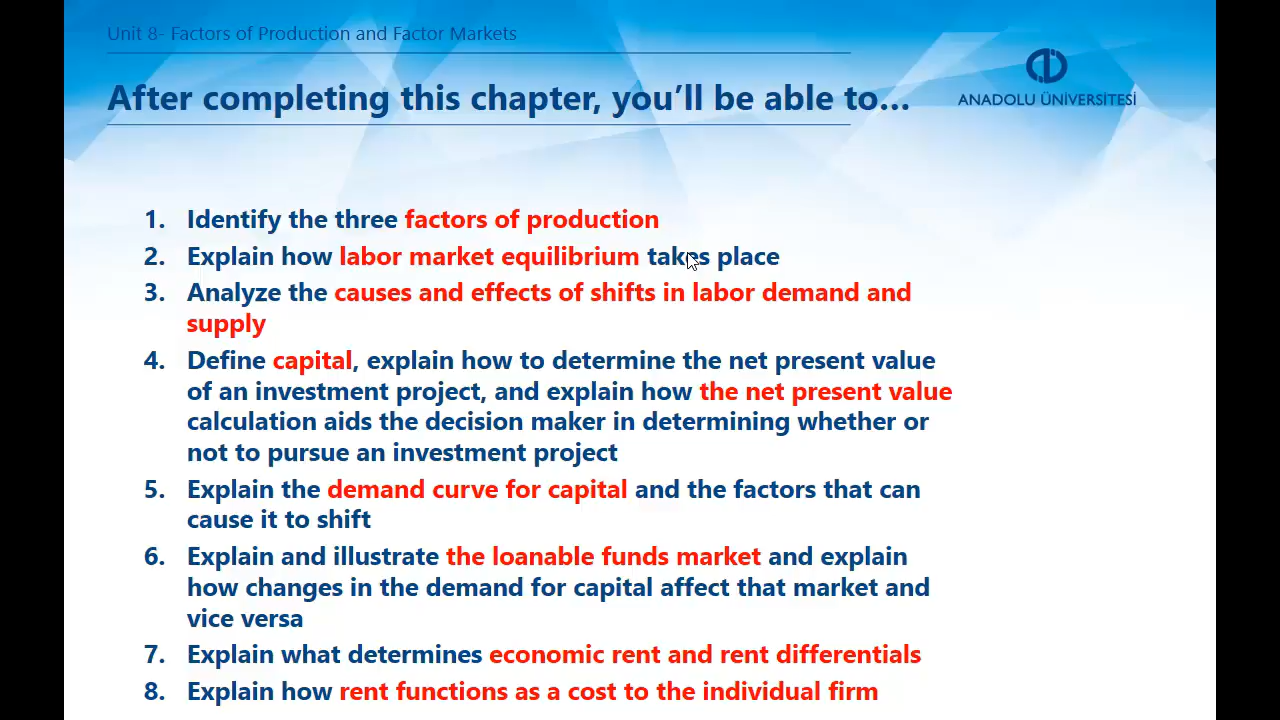 Unit 8- Factors of Production and Factor Markets
After completing this chapter, you’ll be able to…
ANADOLU ÜNİVERSİTESİ
1. Identify the three factors of production
2. Explain how labor market equilibrium takes place
3. Analyze the causes and effects of shifts in labor demand and
supply
4. Define capital, explain how to determine the net present value
of an investment project, and explain how the net present value
calculation aids the decision maker in determining whether or
not to pursue an investment project
5. Explain the demand curve for capital and the factors that can
cause it to shift
6. Explain and illustrate the loanable funds market and explain
how changes in the demand for capital affect that market and
vice versa
7. Explain what determines economic rent and rent differentials
8. Explain how rent functions as a cost to the individual firm